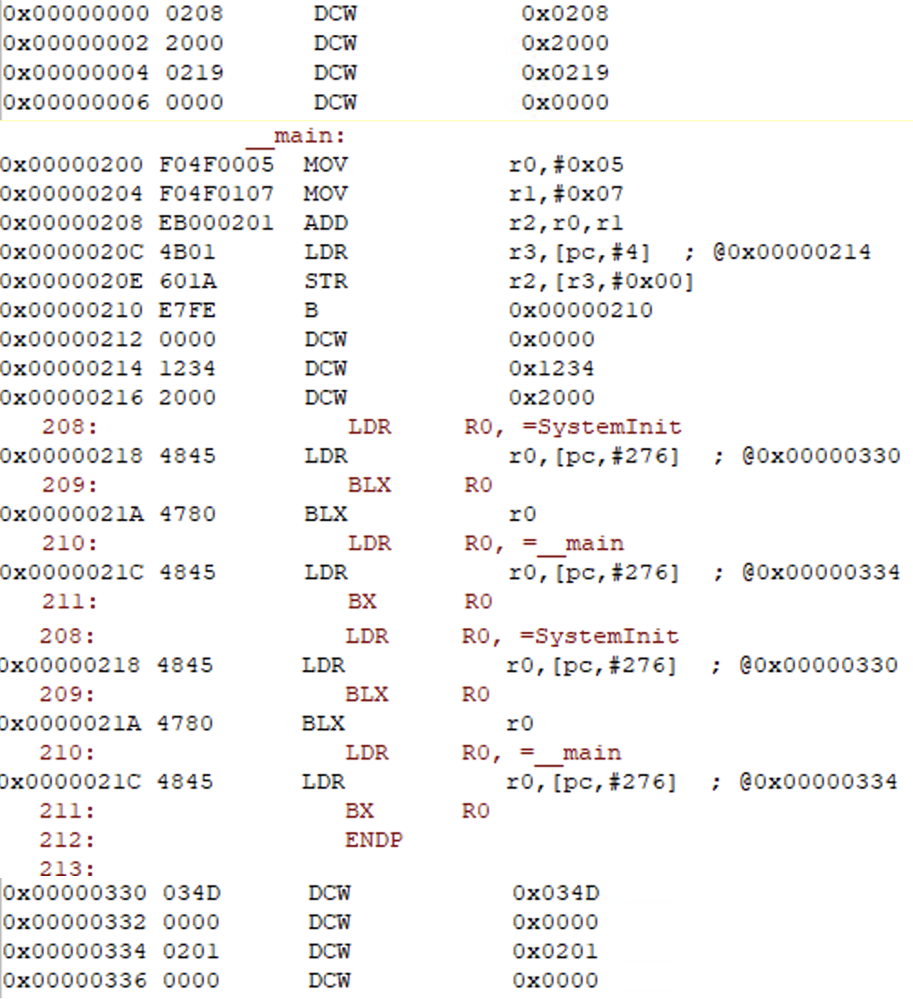 0x00000000 0208 DCW 0x0208
0x00000002 2000 DCW 0x2000
0x00000004 0219 DCW 0x0219
0x00000006 0000 DCW 0x0000
__main:
0x00000200 F04F0005 MOV r0,#0x05
0x00000204 F04F0107 MOV r1,#0x07
0x00000208 EB000201 ADD r2,r0,r1
0x0000020C 4B01 LDR r3,[pc,#4] ; @0x00000214
0x0000020E 601A STR r2,[r3,#0x00]
0x00000210 E7FE B 0x00000210
0x00000212 0000 DCW 0x0000
0x00000214 1234 DCW 0x1234
0x00000216 2000 DCW 0x2000
208: LDR R0, =SystemInit
0x00000218 4845 LDR r0,[pc,#276] ; @0x00000330
209: BLX R0
0x0000021A 4780 BLX r0
210: LDR R0, =__main
0x0000021C 4845 LDR r0,[pc,#276] ; @0x00000334
211: BX R0
208: LDR R0, =SystemInit
0x00000218 4845 LDR r0,[pc,#276] ; @0x00000330
209: BLX R0
0x0000021A 4780 BLX r0
210: LDR R0, =__main
0x0000021C 4845 LDR r0,[pc,#276] ; @0x00000334
211: BX R0
212: ENDP
213:
0x00000330 034D DCW 0x034D
0x00000332 0000 DCW 0x0000
0x00000334 0201 DCW 0x0201
0x00000336 0000 DCW 0x0000